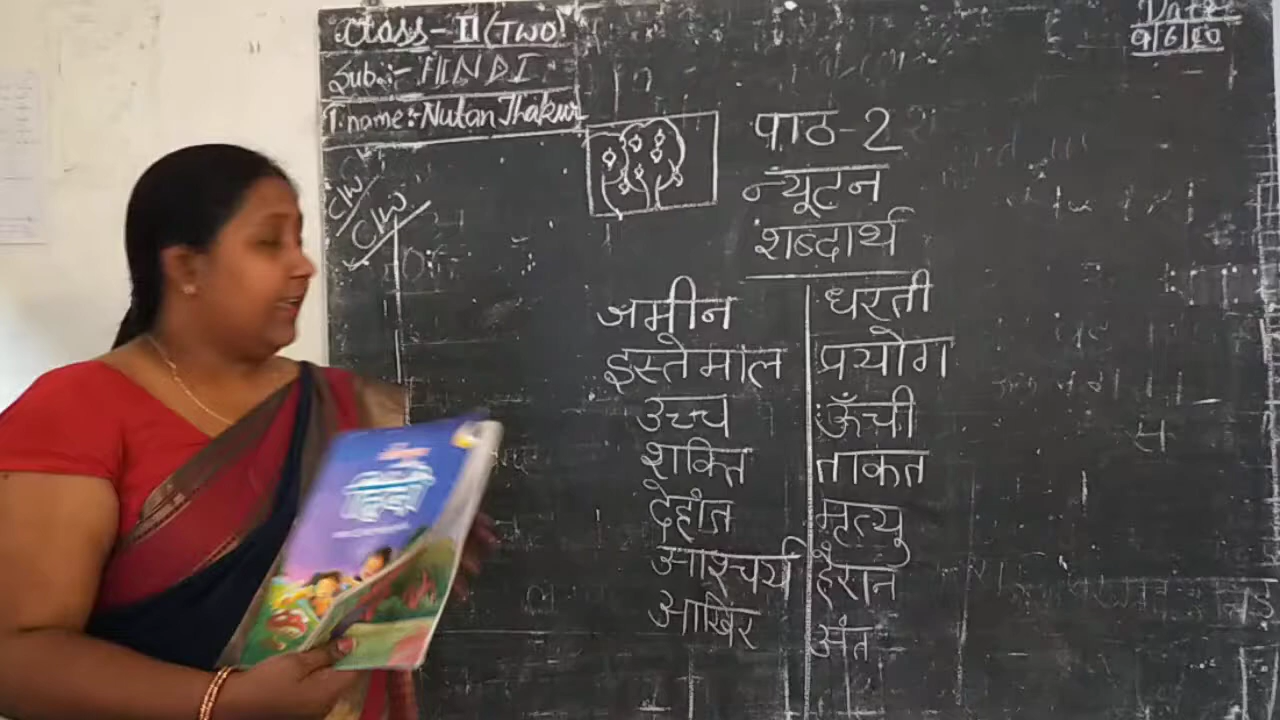 Class - II (Two)
Sub. :- HINDI
T. name :- Nutan Thakur
Date
9/6/20
C/W
C/W
पाठ - 2
न्यूटन
शब्दार्थ
जमीन धरती
इस्तेमाल प्रयोग
उच्च ऊँची
शक्ति ताकत
देहांत मृत्यु
आश्चर्य हैरान
आखिर अंत
हिन्दी